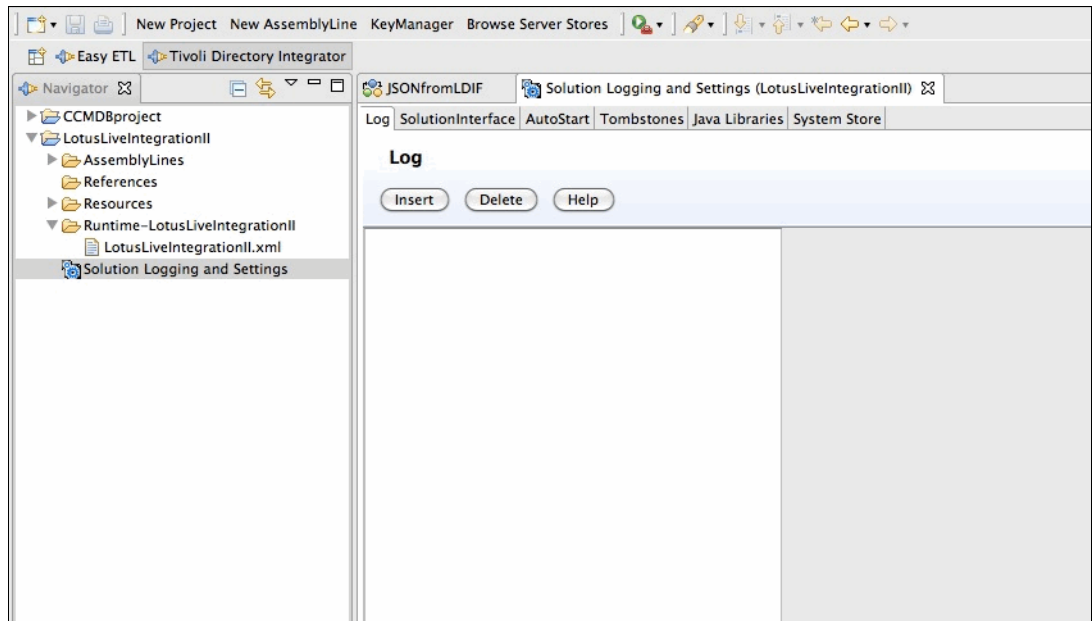 New Project New AssemblyLine KeyManager Browse Server Stores
Easy ETL Tivoli Directory Integrator
Navigator
JSONfromLDIF Solution Logging and Settings (LotusLiveIntegrationII)
CCMDBproject
LotusLiveIntegrationII
AssemblyLines
References
Resources
Runtime-LotusLiveIntegrationII
LotusLiveIntegrationII.xml
Solution Logging and Settings
Log SolutionInterface AutoStart Tombstones Java Libraries System Store
Log
Insert Delete Help